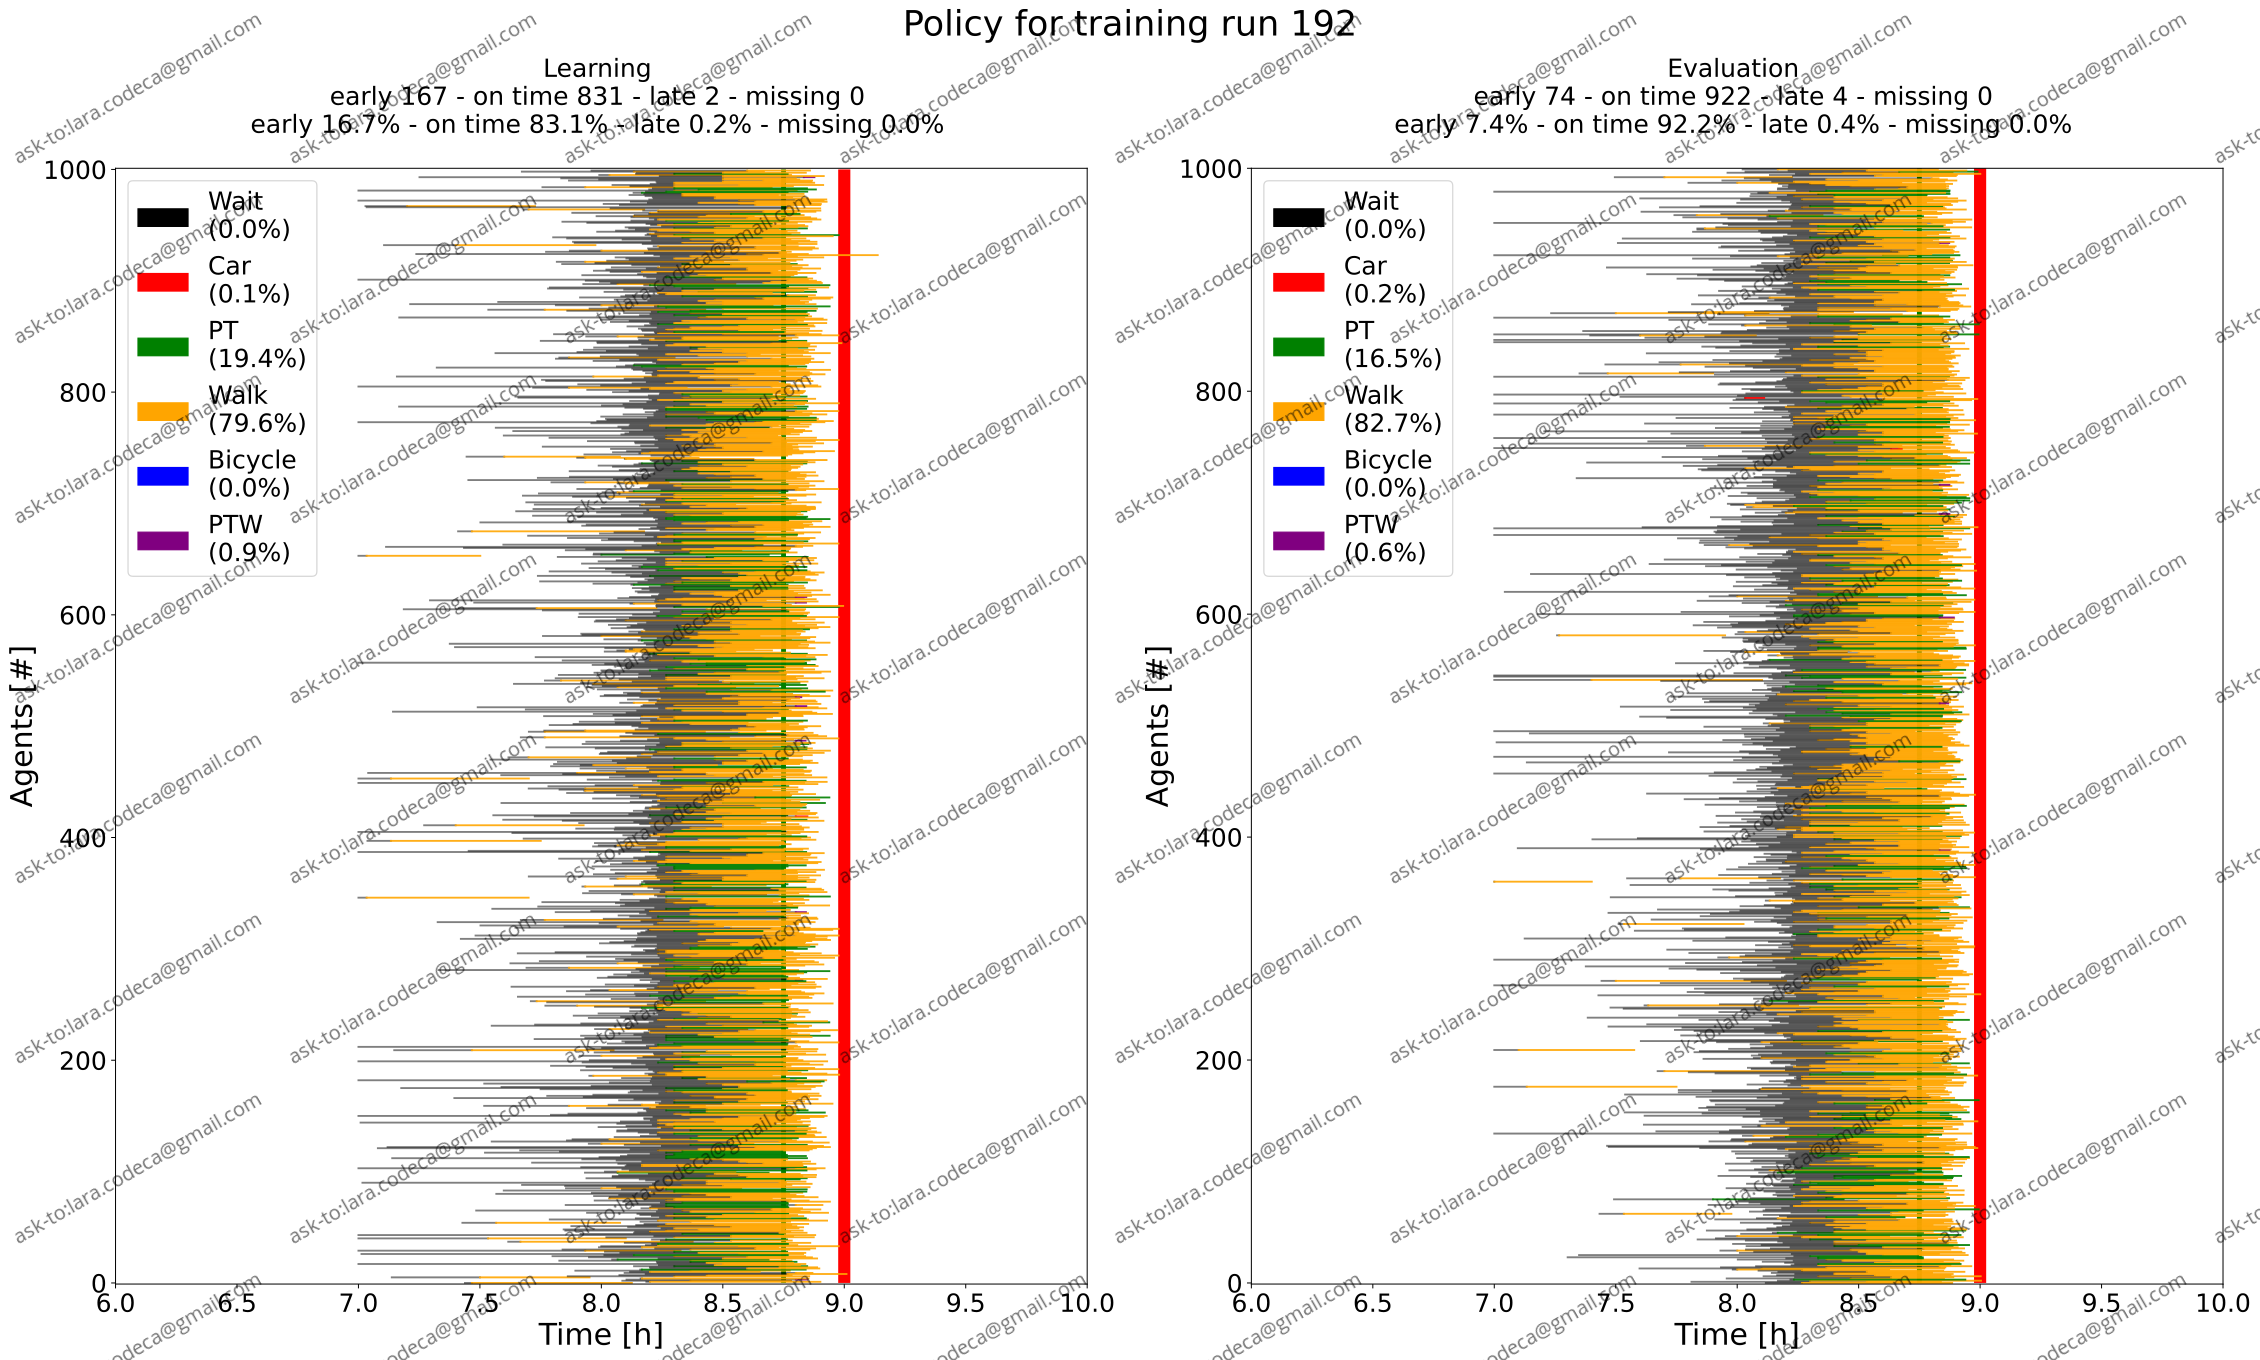 Policy for training run 192
Learning
early 167 - on time 831 - late 2 - missing 0
early 16.7% - on time 83.1% - late 0.2% - missing 0.0%
Wait
(0.0%)
Car
(0.1%)
PT
(19.4%)
Walk
(79.6%)
Bicycle
(0.0%)
PTW
(0.9%)
Agents [#]
1000
800
600
400
200
0
6.0 6.5 7.0 7.5 8.0 8.5 9.0 9.5 10.0
Time [h]
Evaluation
early 74 - on time 922 - late 4 - missing 0
early 7.4% - on time 92.2% - late 0.4% - missing 0.0%
Wait
(0.0%)
Car
(0.2%)
PT
(16.5%)
Walk
(82.7%)
Bicycle
(0.0%)
PTW
(0.6%)
Agents [#]
1000
800
600
400
200
0
6.0 6.5 7.0 7.5 8.0 8.5 9.0 9.5 10.0
Time [h]
ask-to:lara.codeca@gmail.com